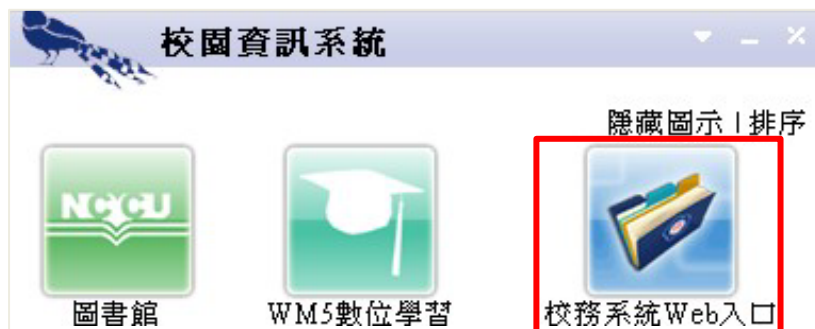 校園資訊系統
隱藏圖示 | 排序
NCCU
圖書館
WM5數位學習
校務系統Web入口